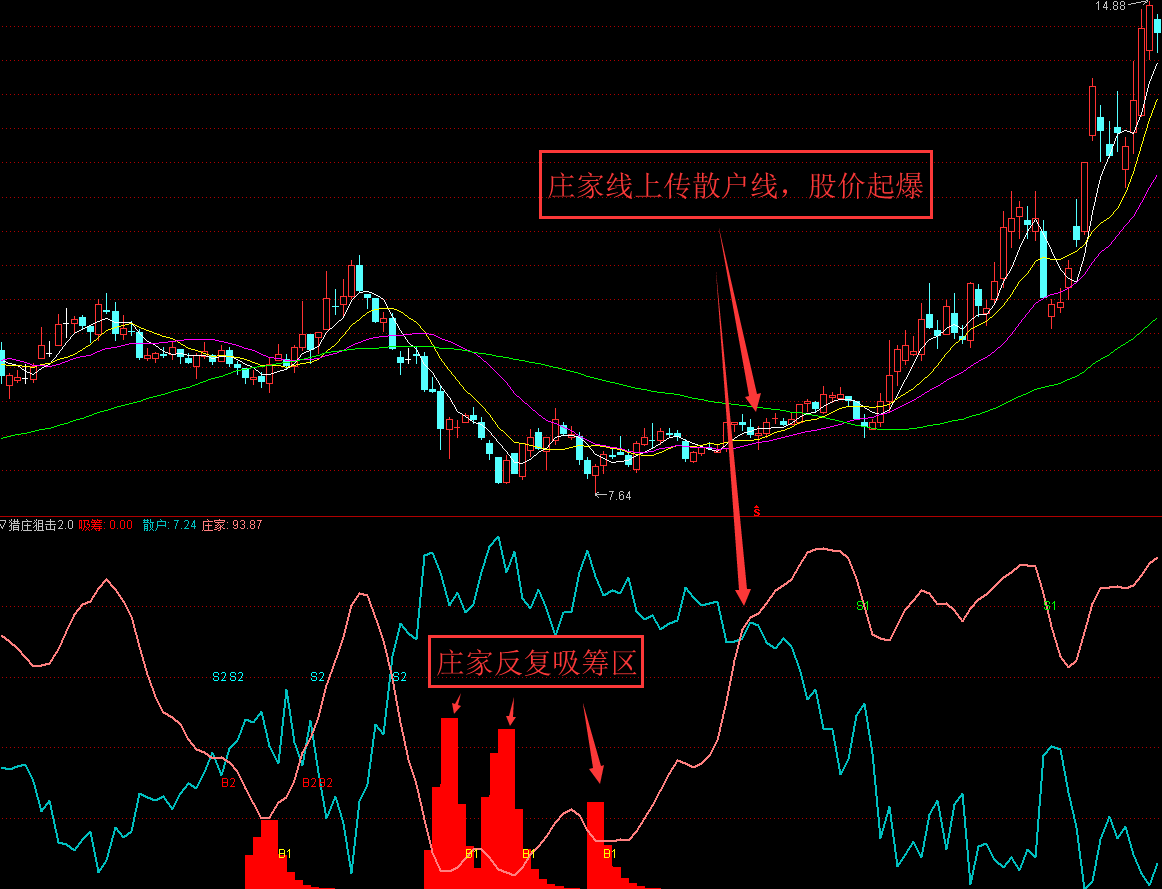 14.88
庄家线上传散户线，股价起爆
←7.64
ŝ
▽猎庄狙击2.0 吸筹: 0.00 散户: 7.24 庄家: 93.87
S1
S1
庄家反复吸筹区
S2 S2
S2
S2
B2
B2 B2
B1
B1
B1
B1